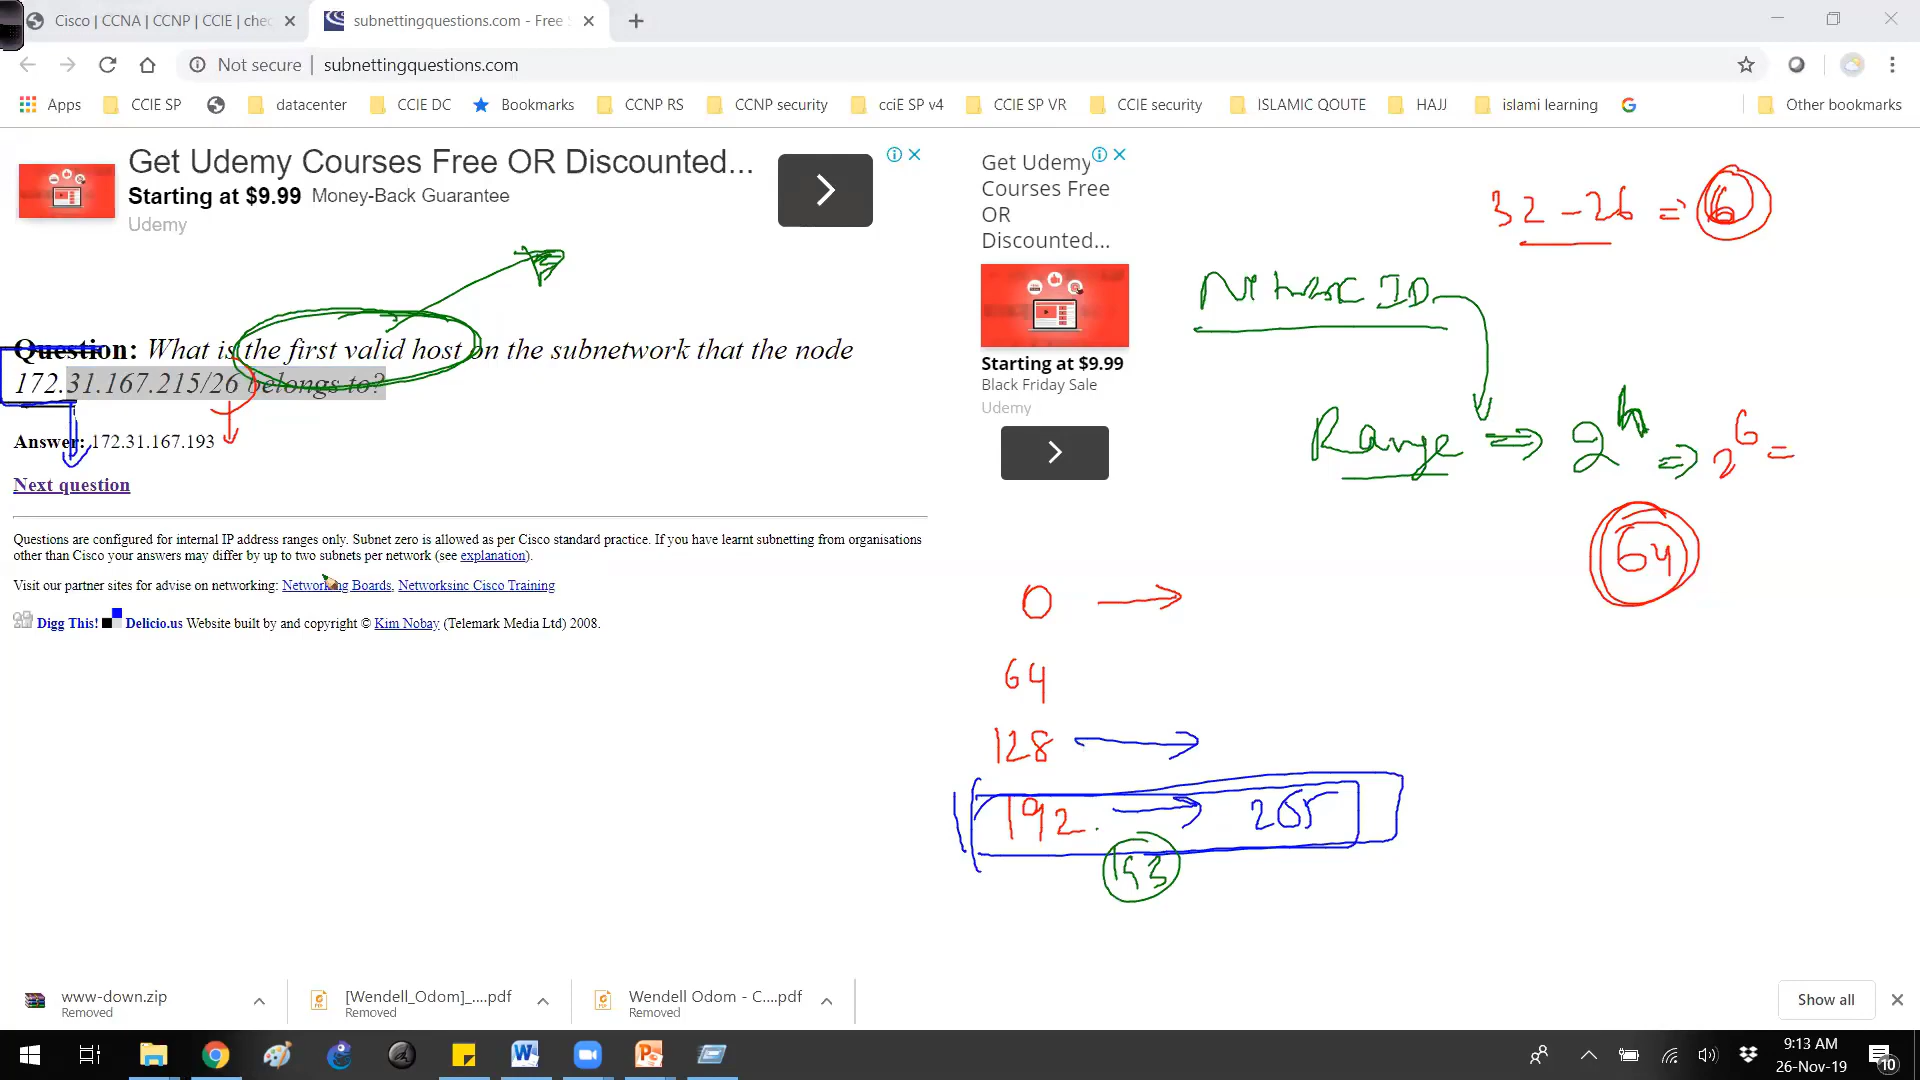 Cisco | CCNA | CCNP | CCIE | chec
subnettingquestions.com - Free S
Not secure | subnettingquestions.com
Apps CCIE SP datacenter CCIE DC Bookmarks CCNP RS CCNP security cciE SP v4 CCIE SP VR CCIE security ISLAMIC QOUTE HAJJ islami learning Other bookmarks
Get Udemy Courses Free OR Discounted...
Starting at $9.99 Money-Back Guarantee
Udemy
Get Udemy
Courses Free
OR
Discounted...
Starting at $9.99
Black Friday Sale
Udemy
32 - 26 => 6
Network ID
Range => 2^h => 2^6 =
64
Question: What is the first valid host on the subnetwork that the node
172.31.167.215/26 belongs to?
Answer: 172.31.167.193
Next question
Questions are configured for internal IP address ranges only. Subnet zero is allowed as per Cisco standard practice. If you have learnt subnetting from organisations
other than Cisco your answers may differ by up to two subnets per network (see explanation).
Visit our partner sites for advise on networking: Networking Boards, Networksinc Cisco Training
Digg This! Delicio.us Website built by and copyright © Kim Nobay (Telemark Media Ltd) 2008.
0 →
64
128 →
192 → 255
193
www-down.zip
Removed
[Wendell_Odom]_....pdf
Removed
Wendell Odom - C....pdf
Removed
Show all
9:13 AM
26-Nov-19
10